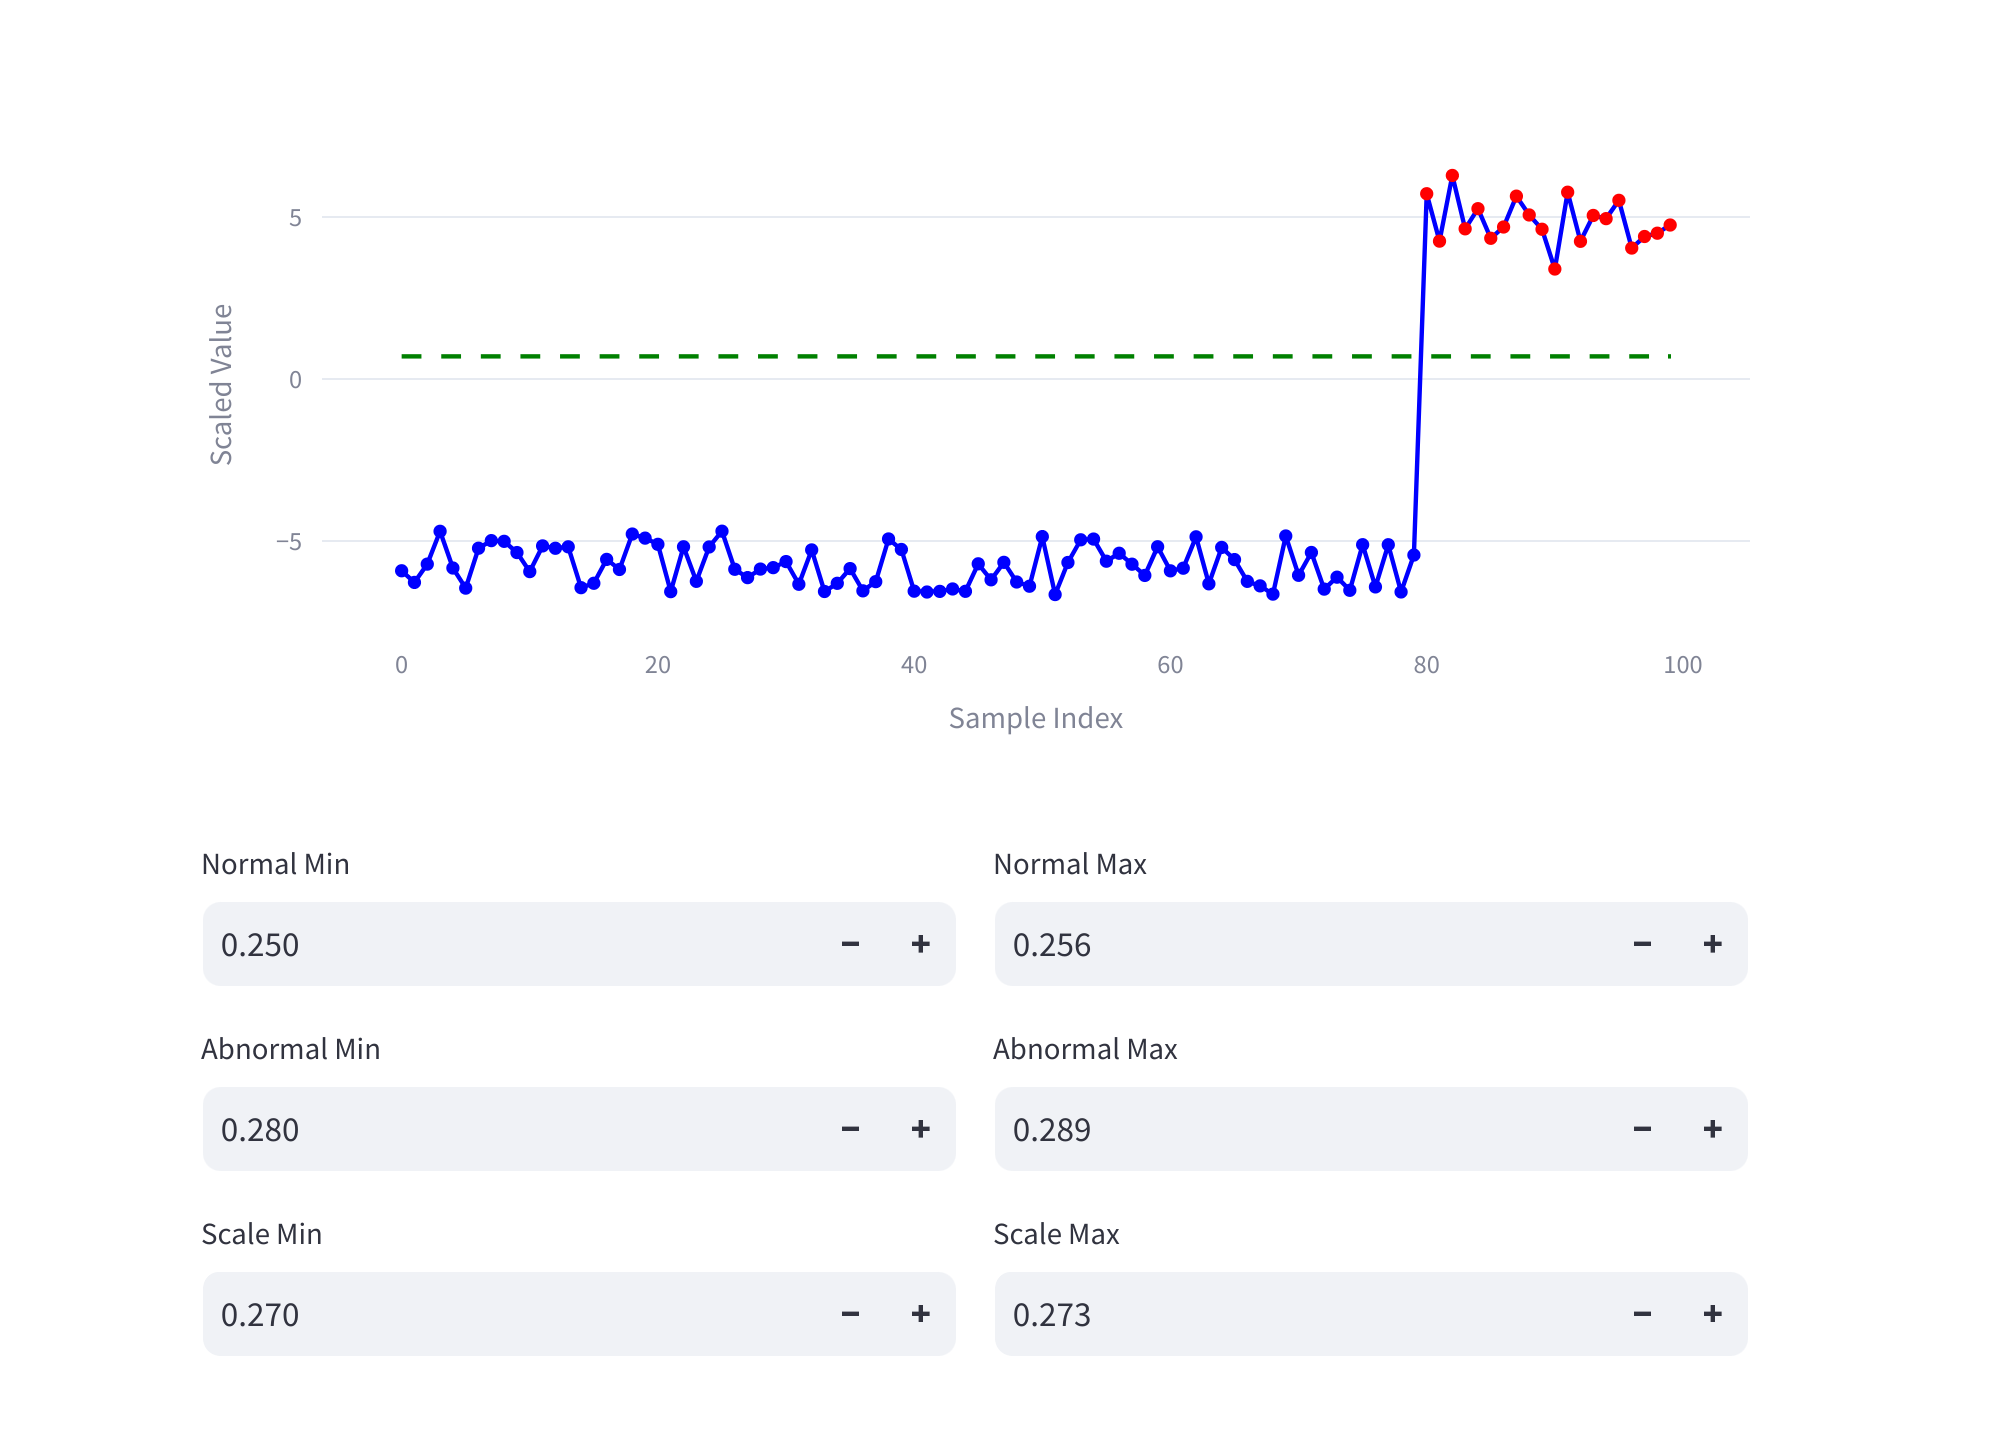 5
0
−5
Scaled Value
0 20 40 60 80 100
Sample Index
Normal Min Normal Max
0.250 − + 0.256 − +
Abnormal Min Abnormal Max
0.280 − + 0.289 − +
Scale Min Scale Max
0.270 − + 0.273 − +